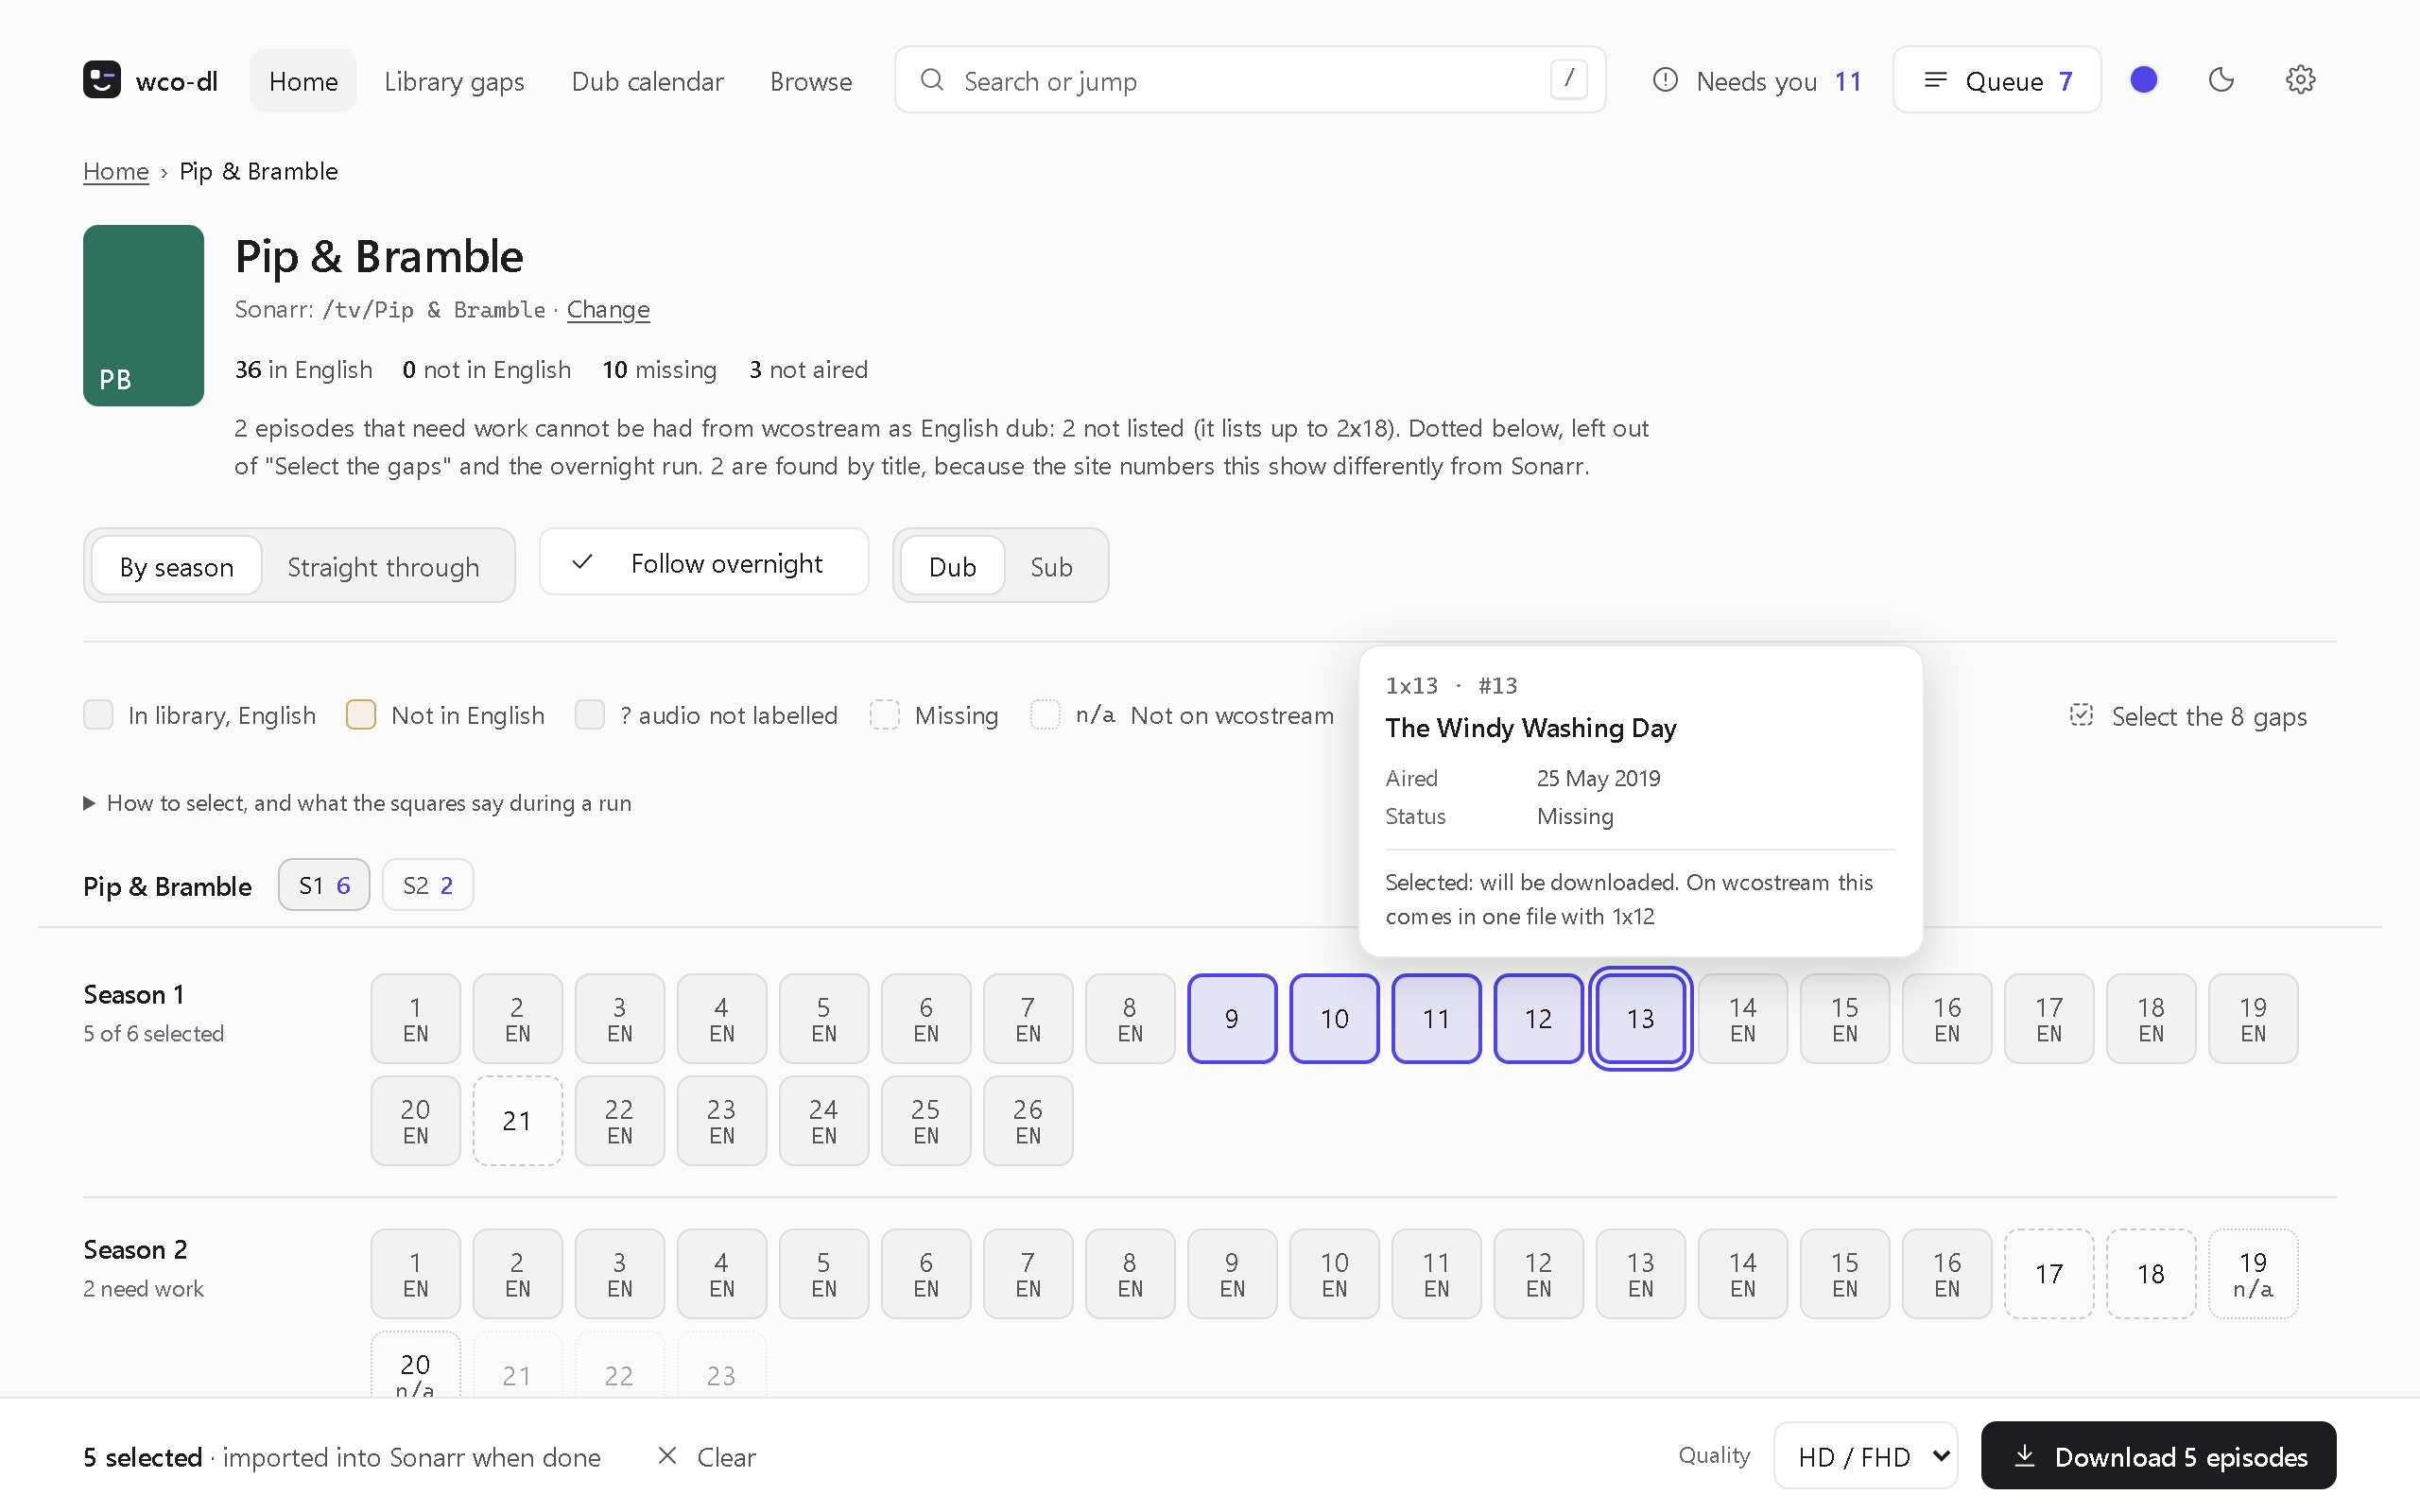 wco-dl Home Library gaps Dub calendar Browse Search or jump / Needs you 11 Queue 7
Home › Pip & Bramble
PB
Pip & Bramble
Sonarr: /tv/Pip & Bramble · Change
36 in English 0 not in English 10 missing 3 not aired
2 episodes that need work cannot be had from wcostream as English dub: 2 not listed (it lists up to 2x18). Dotted below, left out
of "Select the gaps" and the overnight run. 2 are found by title, because the site numbers this show differently from Sonarr.
By season Straight through Follow overnight Dub Sub
In library, English Not in English ? audio not labelled Missing n/a Not on wcostream Select the 8 gaps
1x13 · #13
The Windy Washing Day
Aired 25 May 2019
Status Missing
Selected: will be downloaded. On wcostream this
comes in one file with 1x12
How to select, and what the squares say during a run
Pip & Bramble S1 6 S2 2
Season 1
5 of 6 selected
1 EN 2 EN 3 EN 4 EN 5 EN 6 EN 7 EN 8 EN 9 10 11 12 13 14 EN 15 EN 16 EN 17 EN 18 EN 19 EN
20 EN 21 22 EN 23 EN 24 EN 25 EN 26 EN
Season 2
2 need work
1 EN 2 EN 3 EN 4 EN 5 EN 6 EN 7 EN 8 EN 9 EN 10 EN 11 EN 12 EN 13 EN 14 EN 15 EN 16 EN 17 18 19 n/a
20 n/a 21 22 23
5 selected · imported into Sonarr when done Clear Quality HD / FHD Download 5 episodes